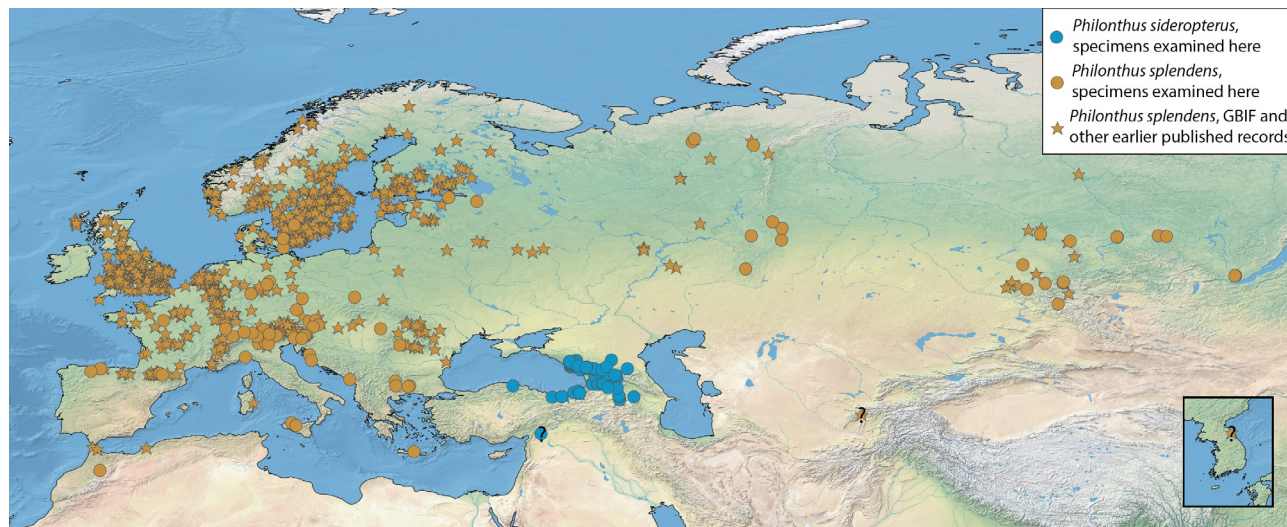 Philonthus sideropterus,
specimens examined here
Philonthus splendens,
specimens examined here
Philonthus splendens, GBIF and
other earlier published records
?
?
?